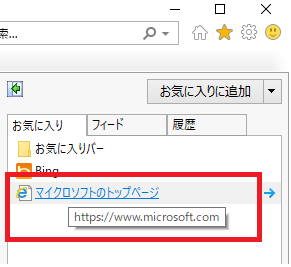 索...
お気に入りに追加
お気に入り フィード 履歴
お気に入りバー
Bing
マイクロソフトのトップページ
https://www.microsoft.com